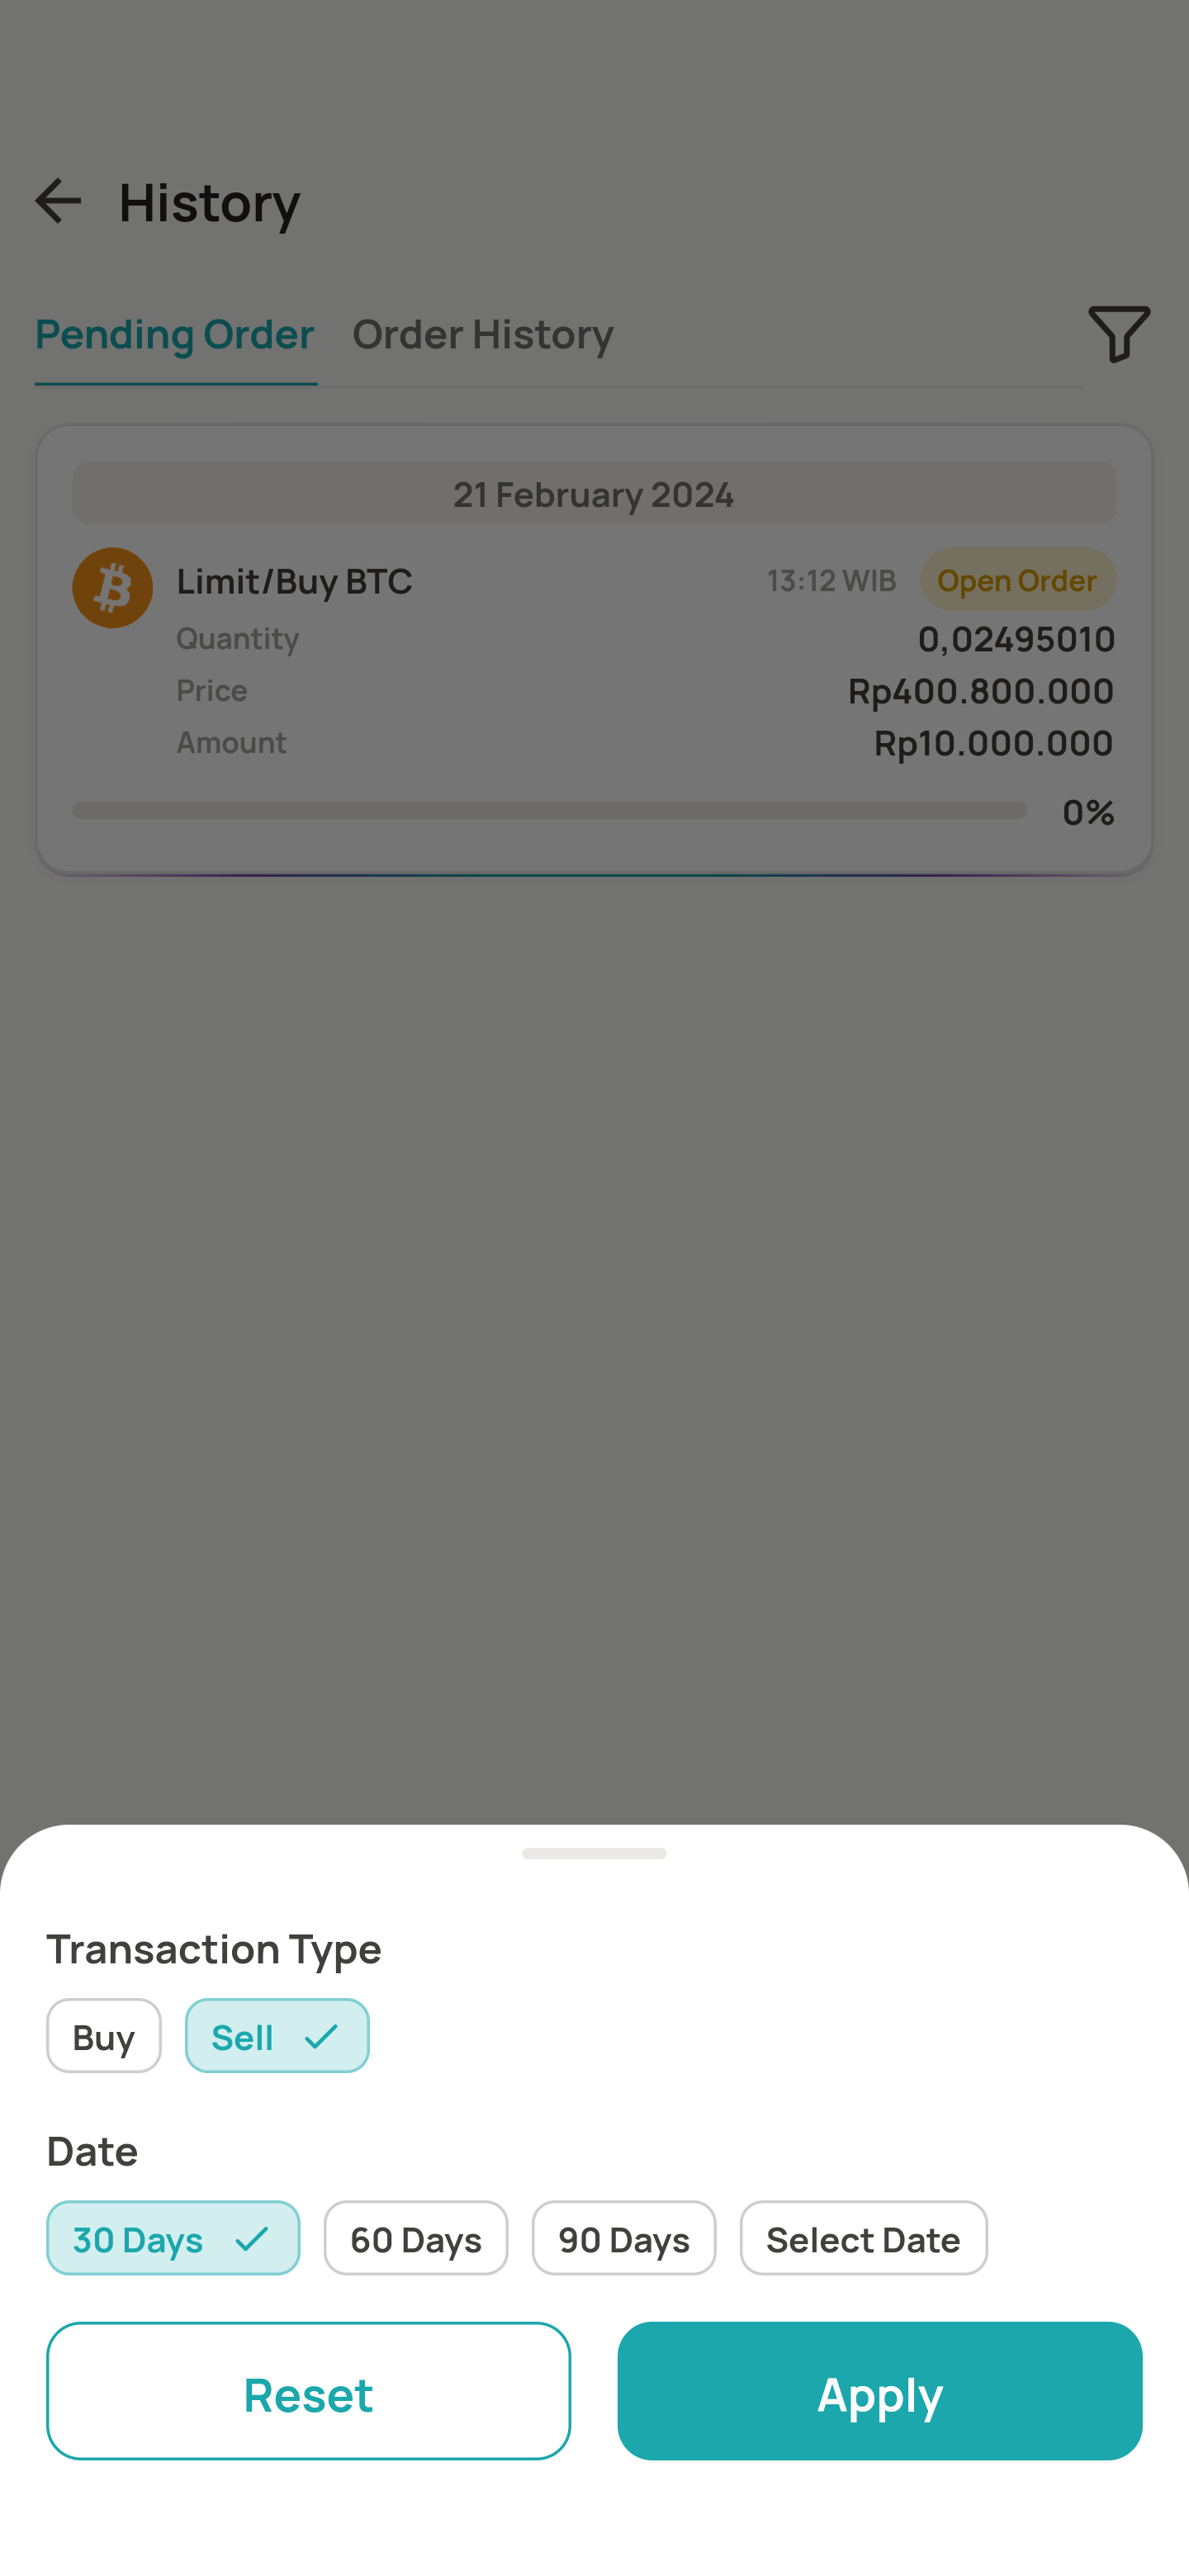 History
Pending Order Order History
21 February 2024
Limit/Buy BTC 13:12 WIB Open Order
Quantity 0,02495010
Price Rp400.800.000
Amount Rp10.000.000
0%
Transaction Type
Buy Sell
Date
30 Days 60 Days 90 Days Select Date
Reset Apply